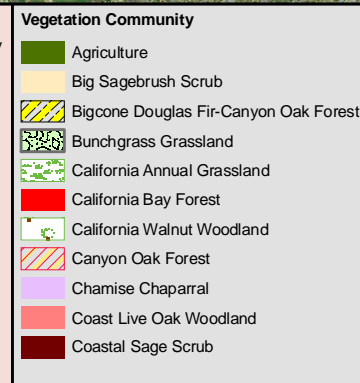 Vegetation Community
Agriculture
Big Sagebrush Scrub
Bigcone Douglas Fir-Canyon Oak Forest
Bunchgrass Grassland
California Annual Grassland
California Bay Forest
California Walnut Woodland
Canyon Oak Forest
Chamise Chaparral
Coast Live Oak Woodland
Coastal Sage Scrub